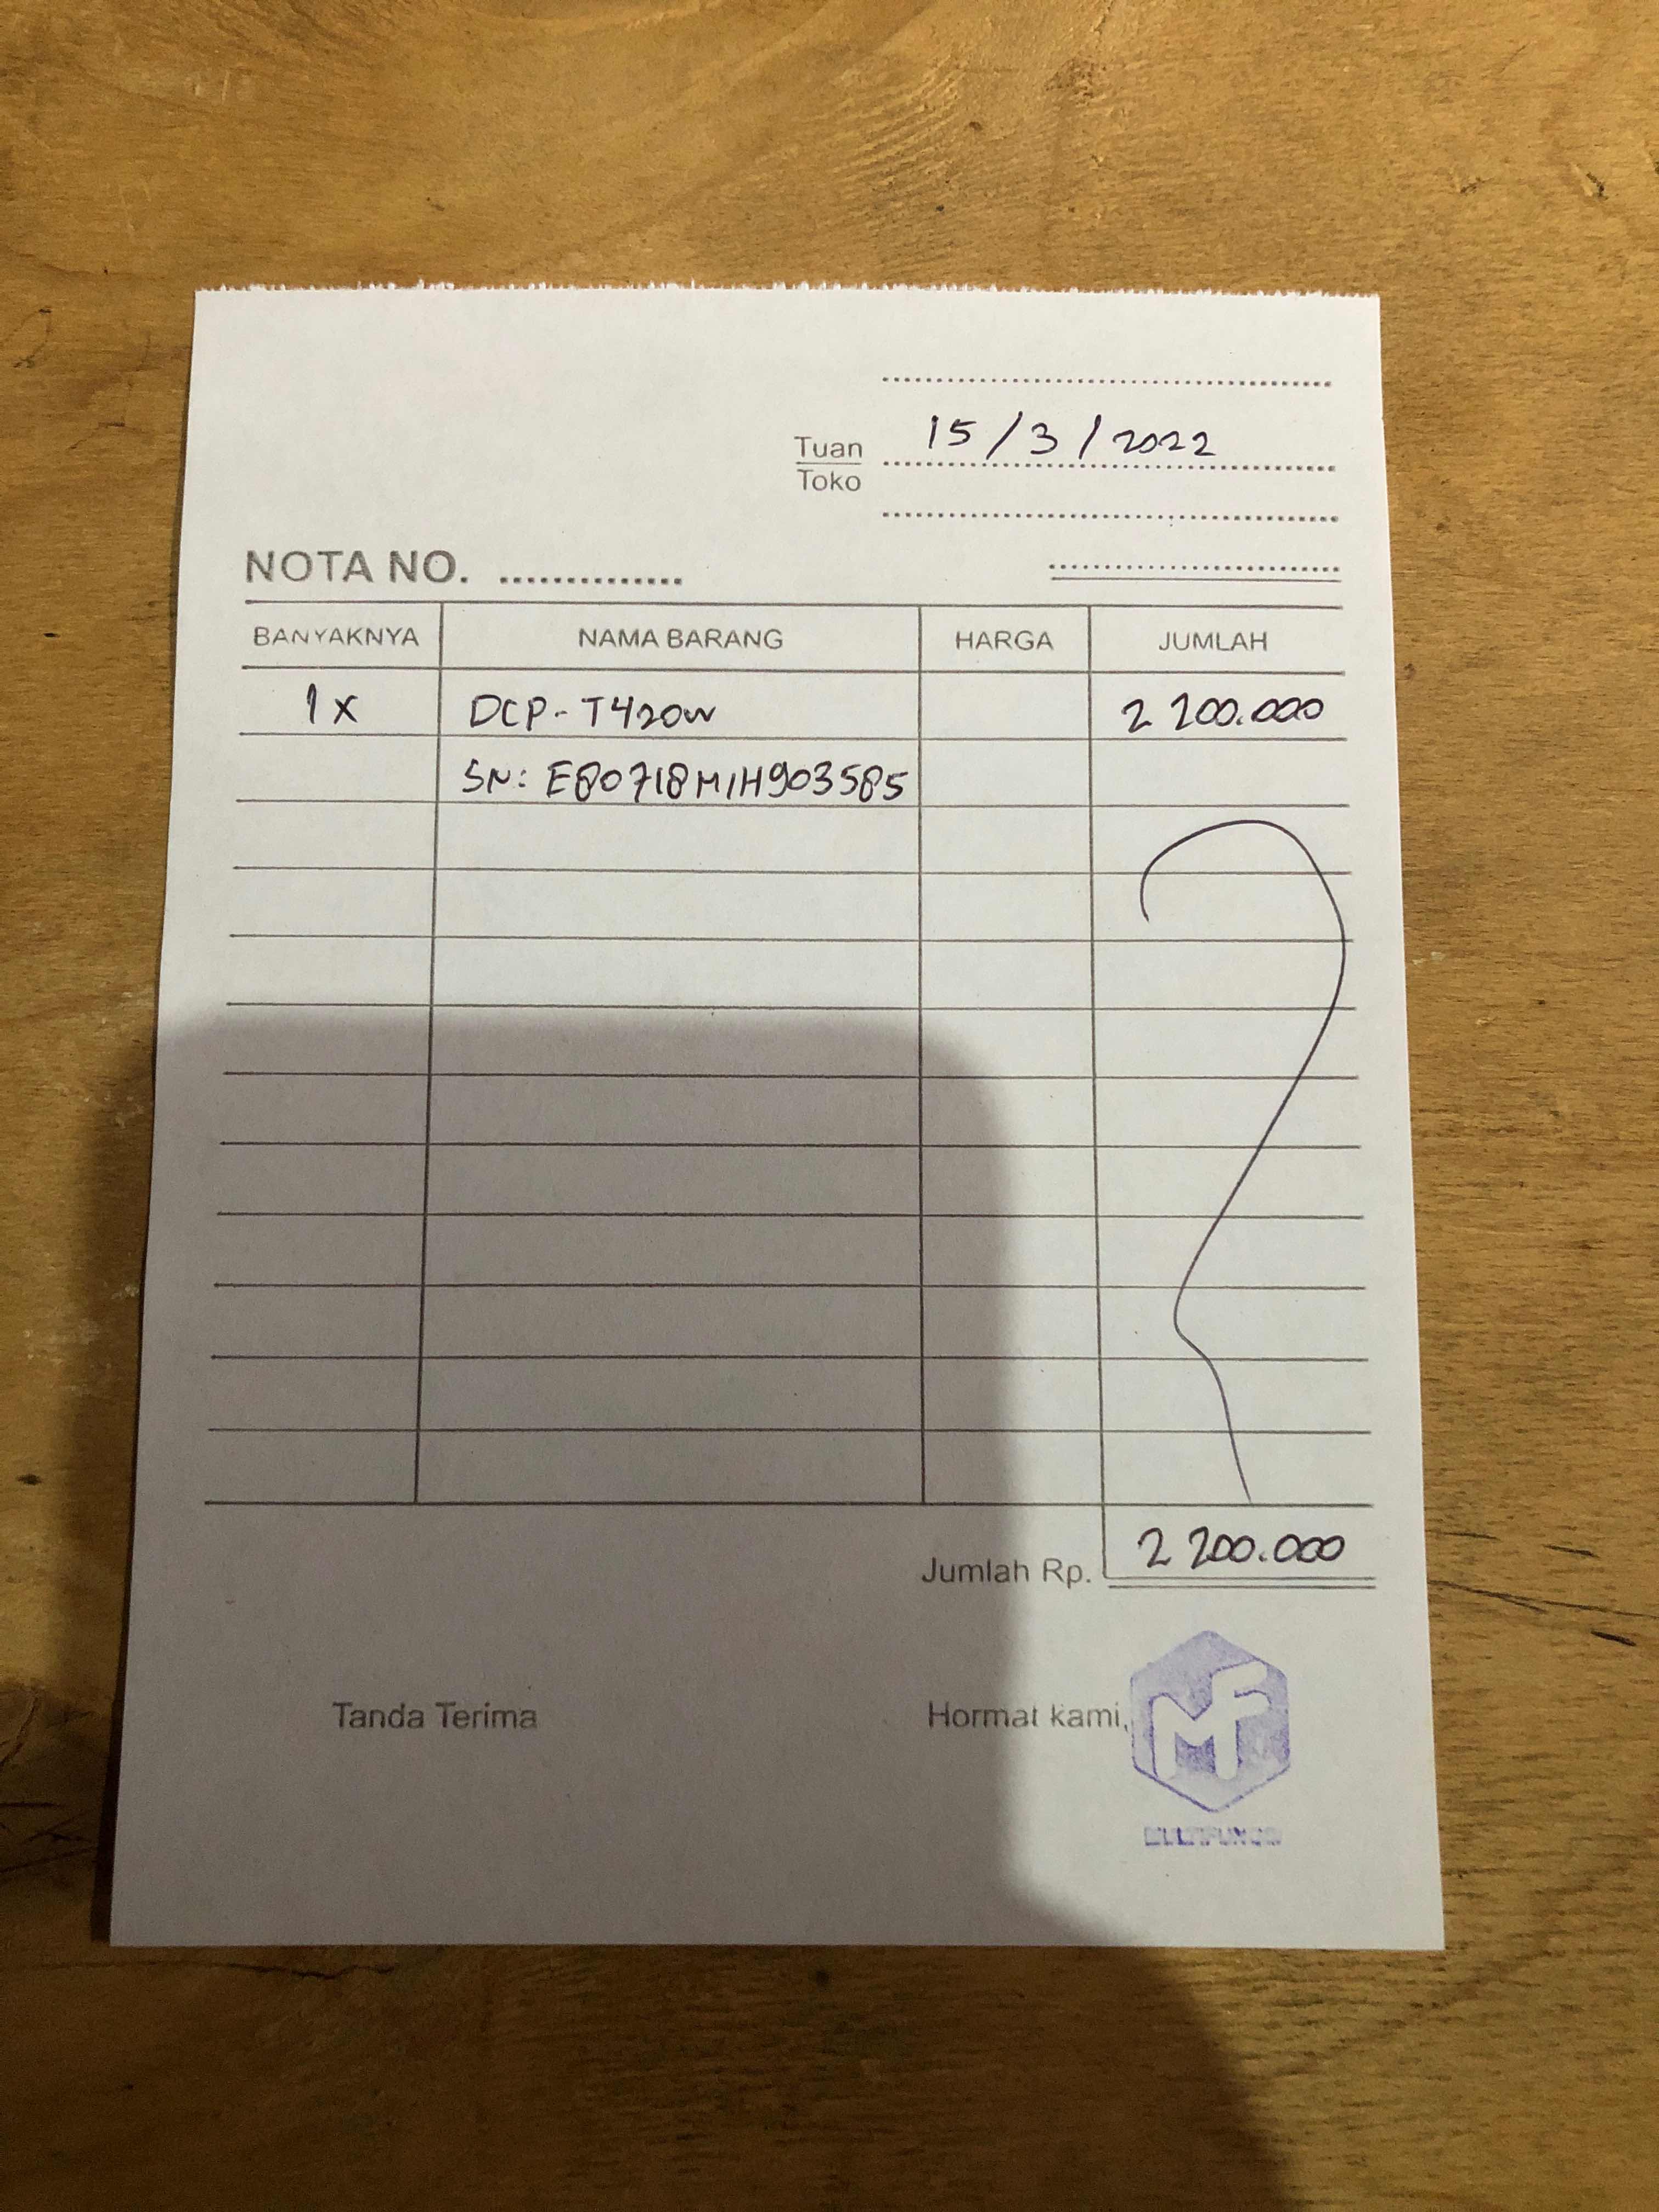 15/3/2022
Tuan
Toko
NOTA NO. ..............
BANYAKNYA NAMA BARANG HARGA JUMLAH
1x DCP-T420W 2 200.000
SN: E80718M1H903585
Jumlah Rp. 2 200.000
Tanda Terima Hormat kami,
MF